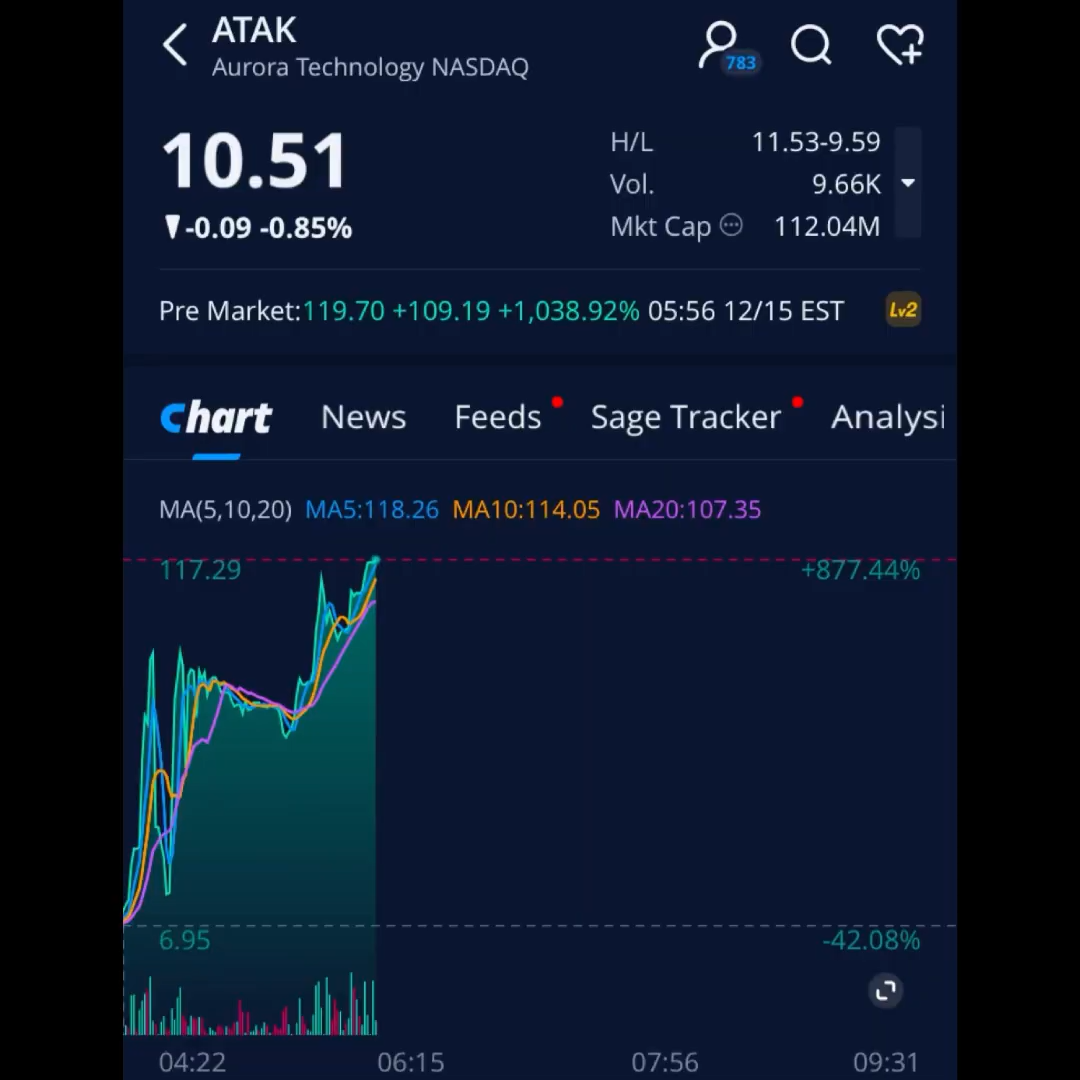 ATAK
Aurora Technology NASDAQ
783
10.51
-0.09 -0.85%
H/L 11.53-9.59
Vol. 9.66K
Mkt Cap 112.04M
Pre Market:119.70 +109.19 +1,038.92% 05:56 12/15 EST
Lv2
Chart News Feeds Sage Tracker Analysi
MA(5,10,20) MA5:118.26 MA10:114.05 MA20:107.35
117.29 +877.44%
6.95 -42.08%
04:22 06:15 07:56 09:31